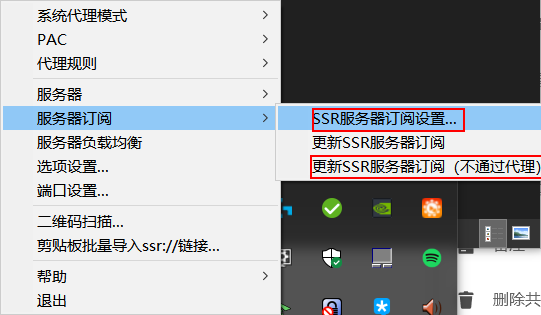 系统代理模式
PAC
代理规则
服务器
服务器订阅
SSR服务器订阅设置...
更新SSR服务器订阅
更新SSR服务器订阅（不通过代理)
服务器负载均衡
选项设置...
端口设置...
二维码扫描...
剪贴板批量导入ssr://链接...
帮助
退出
删除共